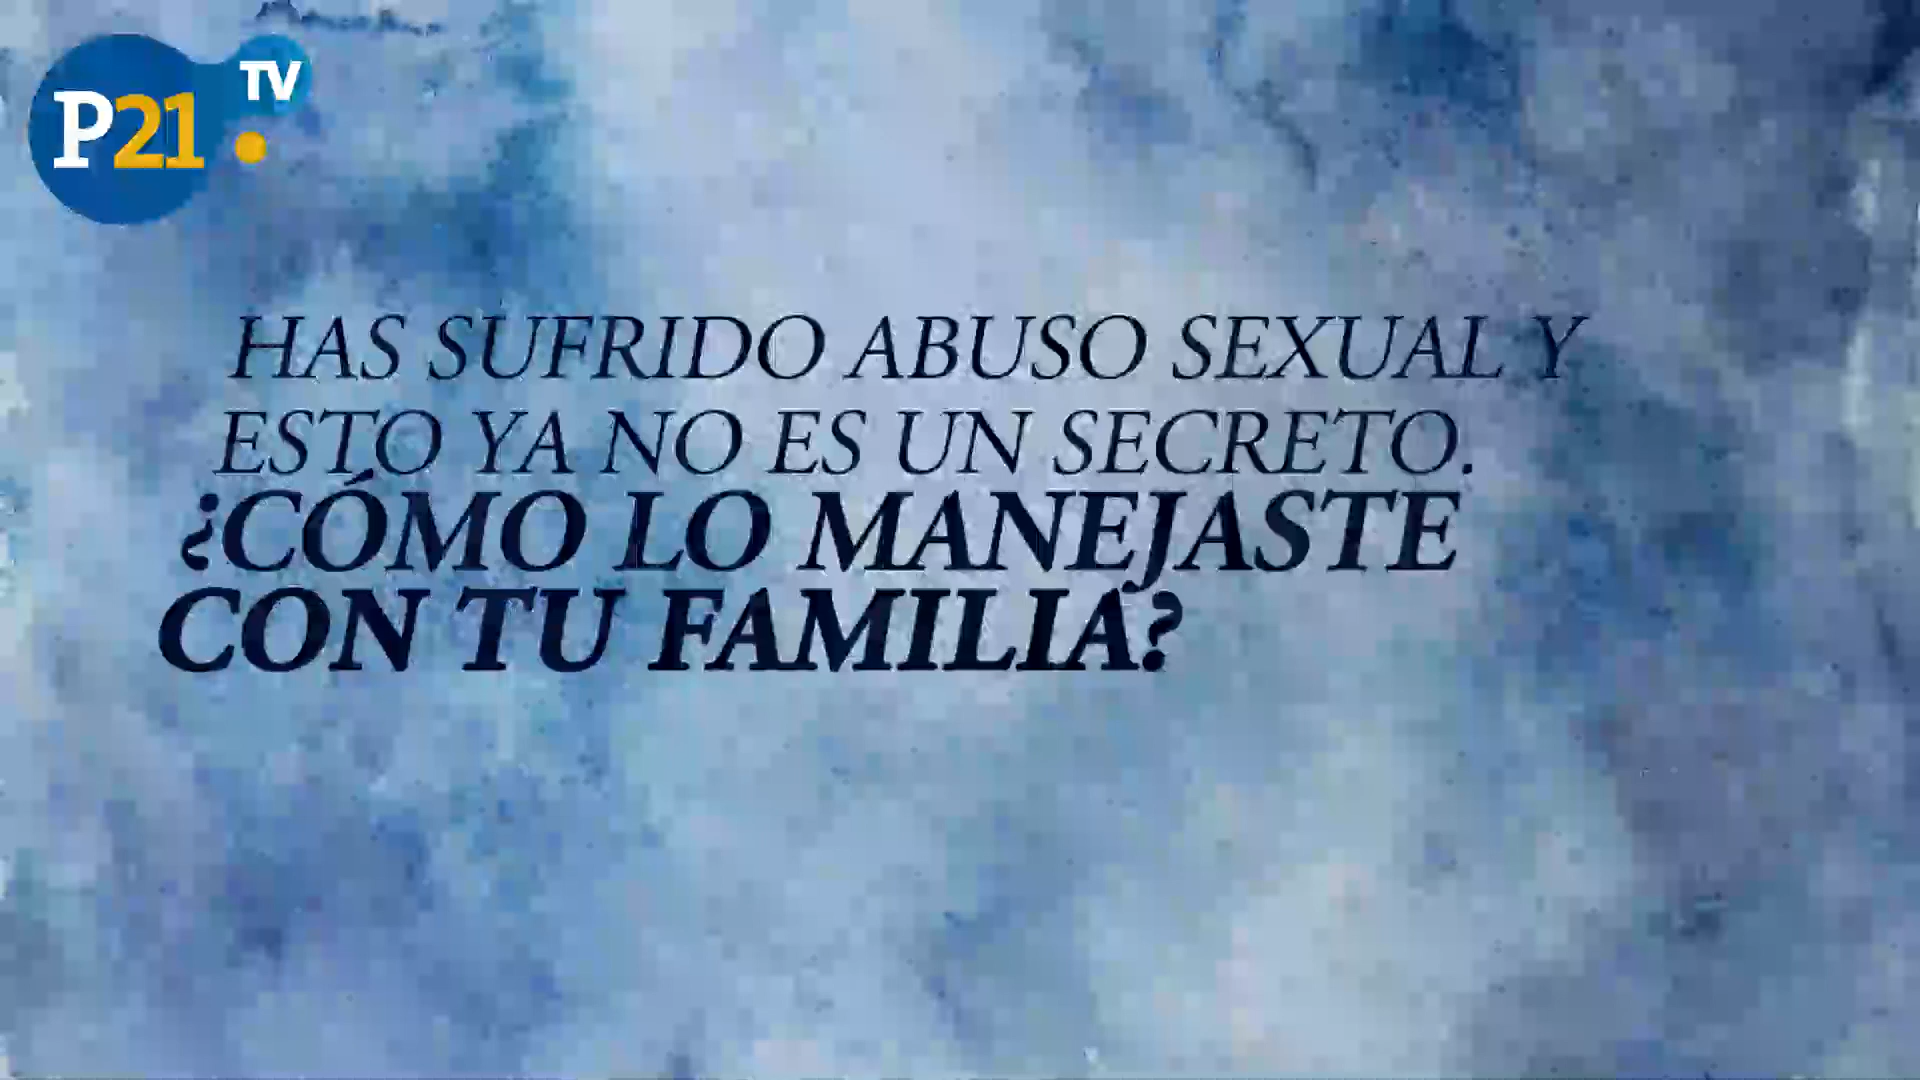 P21.TV
HAS SUFRIDO ABUSO SEXUAL Y
ESTO YA NO ES UN SECRETO.
¿CÓMO LO MANEJASTE
CON TU FAMILIA?